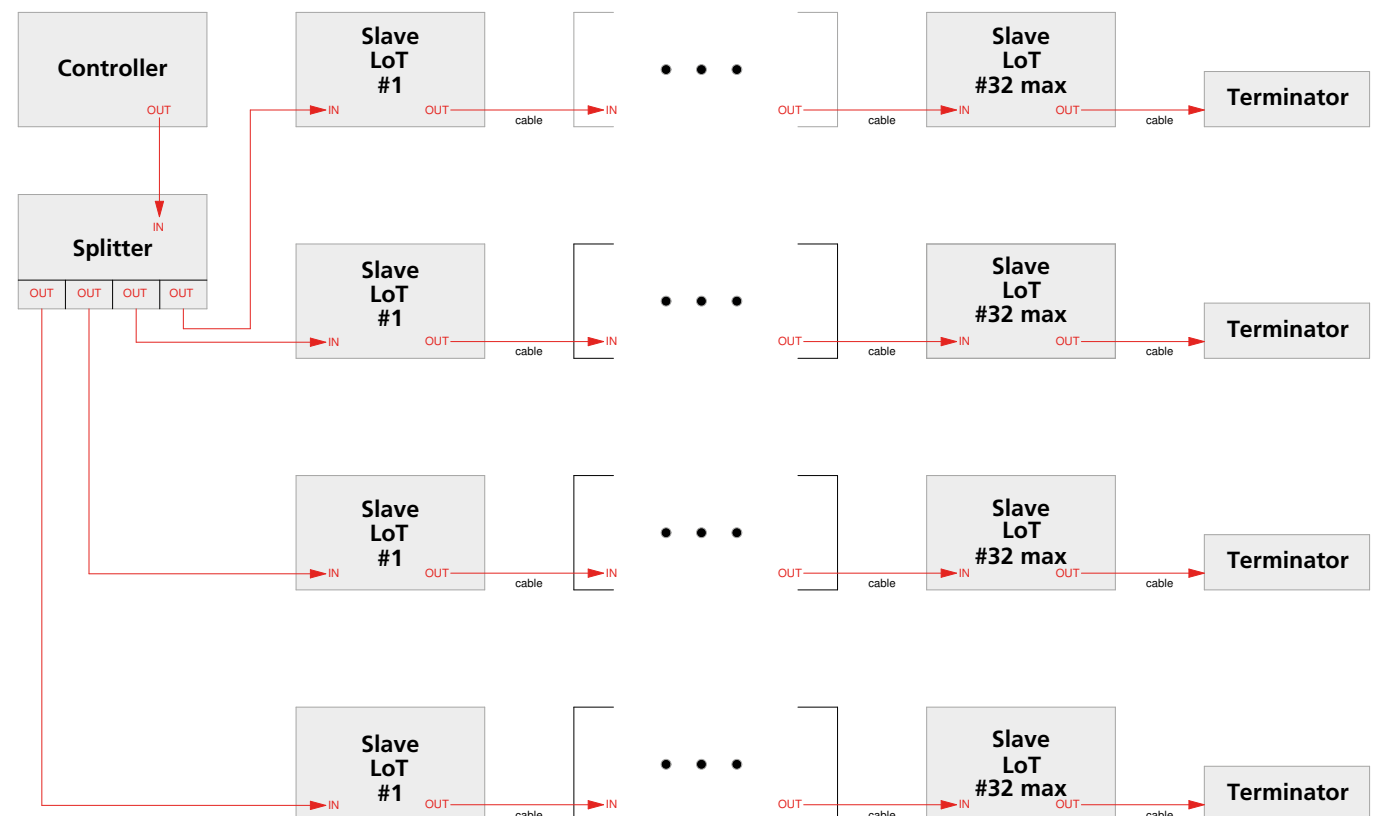 Controller
OUT
Slave
LoT
#1
IN
OUT
cable
IN
• • •
OUT
cable
Slave
LoT
#32 max
IN
OUT
cable
Terminator
IN
Splitter
OUT OUT OUT OUT
Slave
LoT
#1
IN
OUT
cable
IN
• • •
OUT
cable
Slave
LoT
#32 max
IN
OUT
cable
Terminator
Slave
LoT
#1
IN
OUT
cable
IN
• • •
OUT
cable
Slave
LoT
#32 max
IN
OUT
cable
Terminator
Slave
LoT
#1
IN
OUT
cable
IN
• • •
OUT
cable
Slave
LoT
#32 max
IN
OUT
cable
Terminator